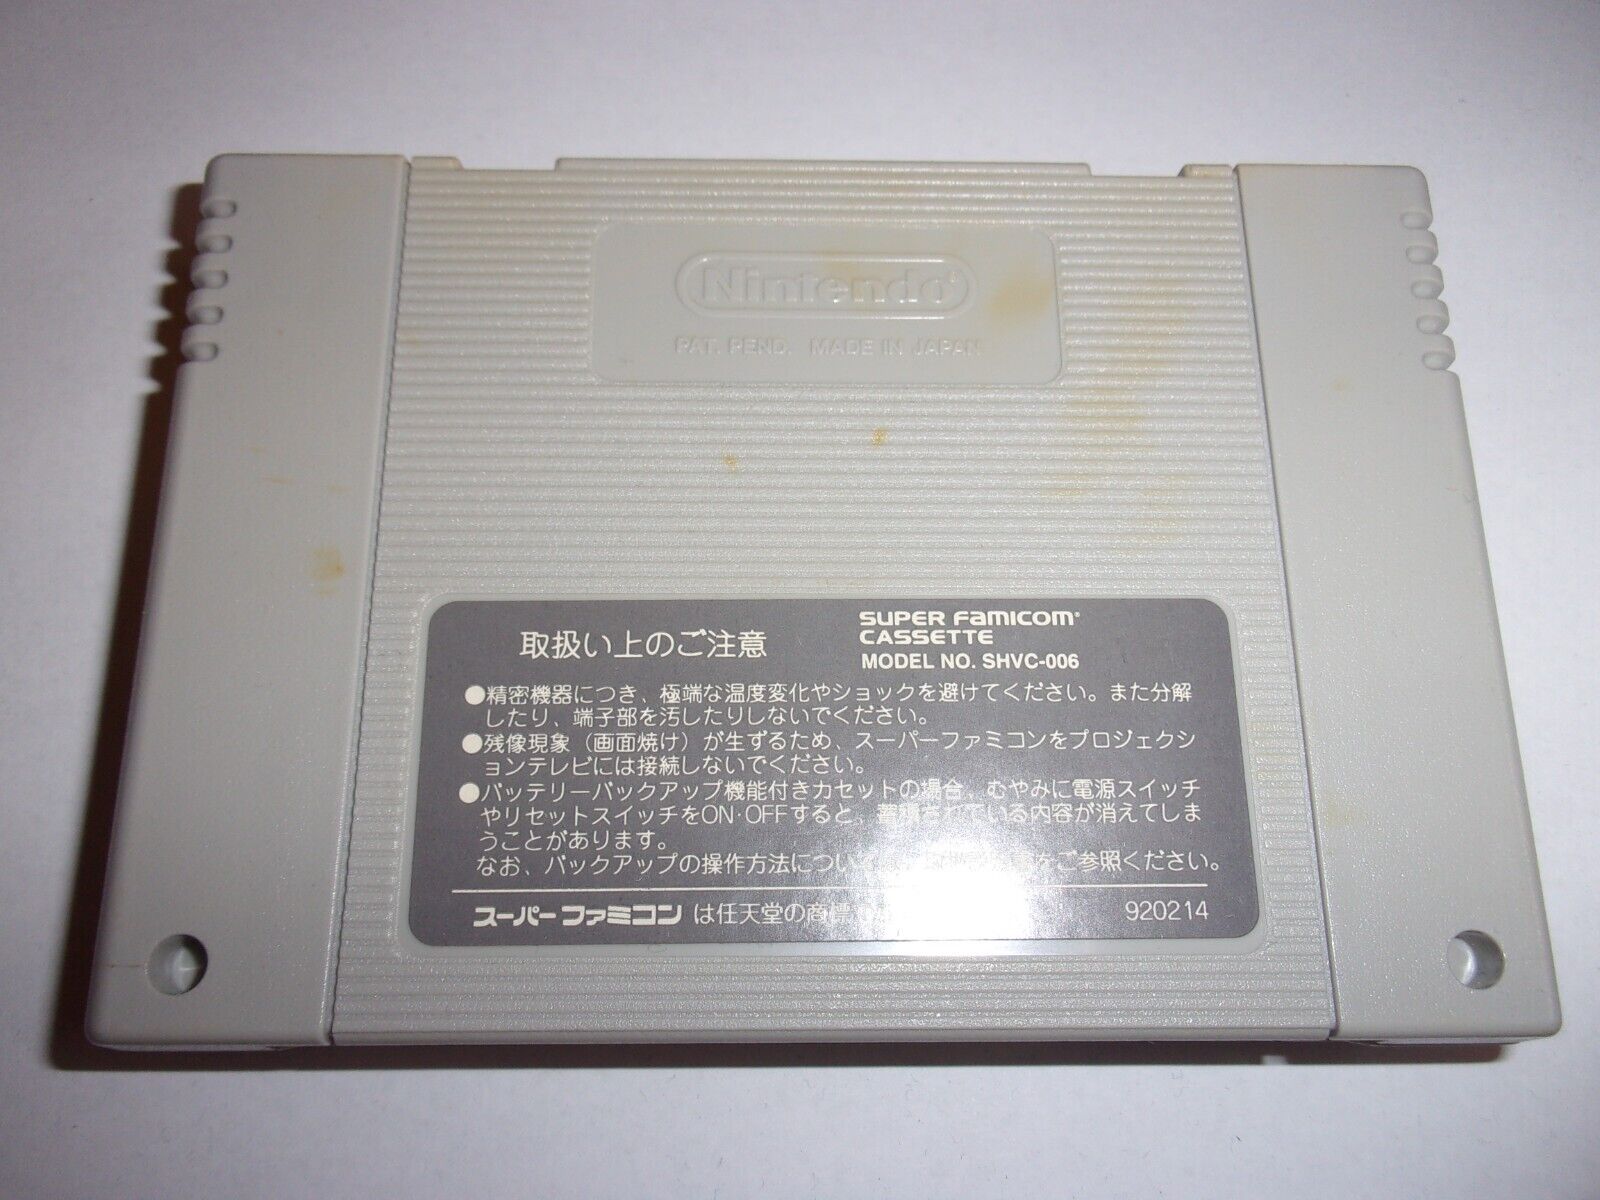 Nintendo®
PAT. PEND. MADE IN JAPAN
取扱い上のご注意
SUPER FAMICOM®
CASSETTE
MODEL NO. SHVC-006
●精密機器につき、極端な温度変化やショックを避けてください。また分解
したり、端子部を汚したりしないでください。
●残像現象（画面焼け）が生ずるため、スーパーファミコンをプロジェクシ
ョンテレビには接続しないでください。
●バッテリーバックアップ機能付きカセットの場合、むやみに電源スイッチ
やリセットスイッチをON・OFFすると、蓄積されている内容が消えてしま
うことがあります。
なお、バックアップの操作方法については、をご参照ください。
スーパーファミコン は任天堂の商標
920214